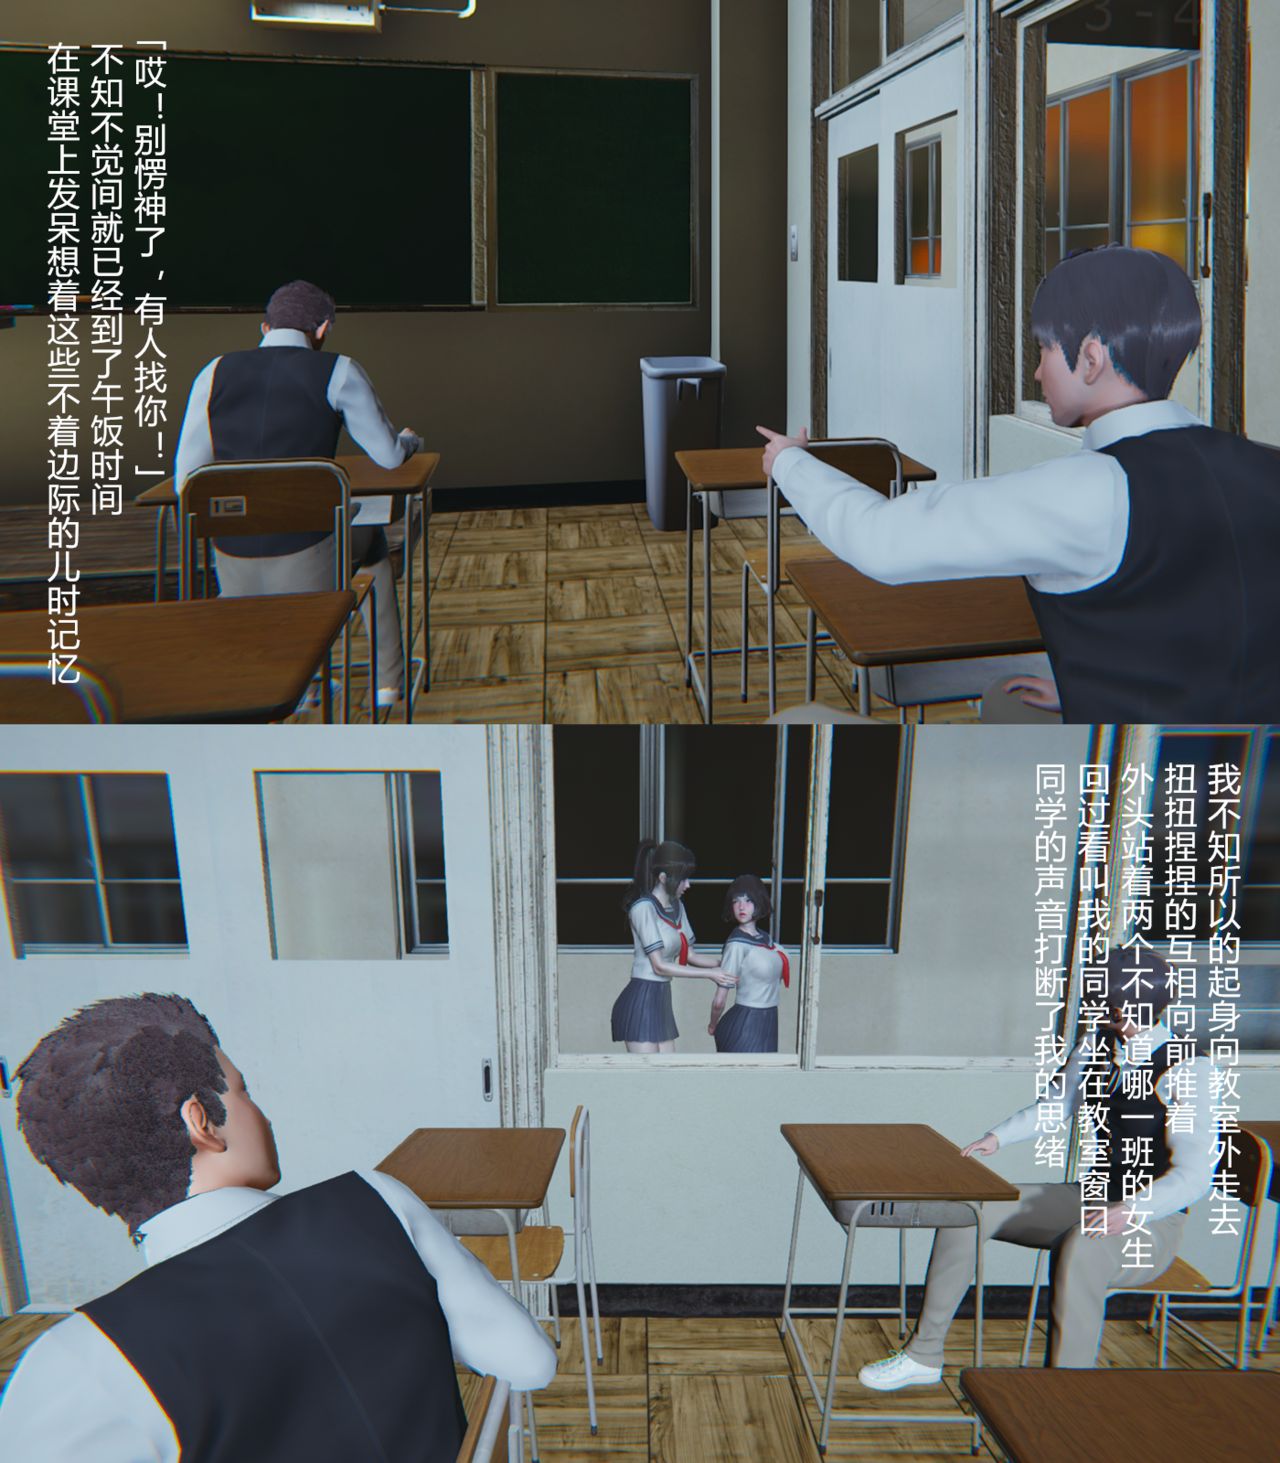 在课堂上发呆想着这些不着边际的儿时记忆
不知不觉间就已经到了午饭时间
「哎！别愣神了,有人找你！」
3-4
同学的声音打断了我的思绪
回过看叫我的同学坐在教室窗口
外头站着两个不知道哪一班的女生
扭扭捏捏的互相向前推着
我不知所以的起身向教室外走去